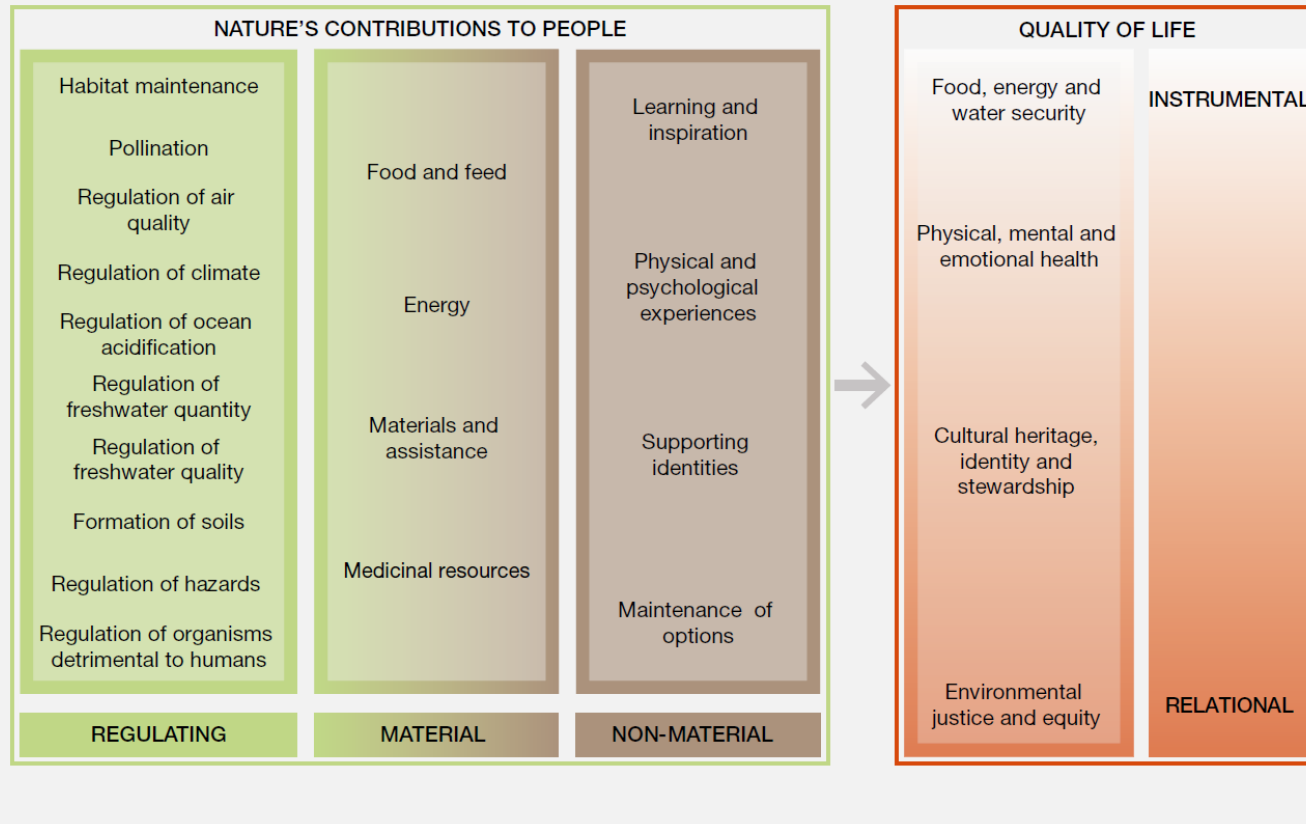 NATURE'S CONTRIBUTIONS TO PEOPLE
Habitat maintenance
Pollination
Regulation of air
quality
Regulation of climate
Regulation of ocean
acidification
Regulation of
freshwater quantity
Regulation of
freshwater quality
Formation of soils
Regulation of hazards
Regulation of organisms
detrimental to humans
REGULATING
Food and feed
Energy
Materials and
assistance
Medicinal resources
MATERIAL
Learning and
inspiration
Physical and
psychological
experiences
Supporting
identities
Maintenance of
options
NON-MATERIAL
QUALITY OF LIFE
Food, energy and
water security
Physical, mental and
emotional health
Cultural heritage,
identity and
stewardship
Environmental
justice and equity
INSTRUMENTAL
RELATIONAL